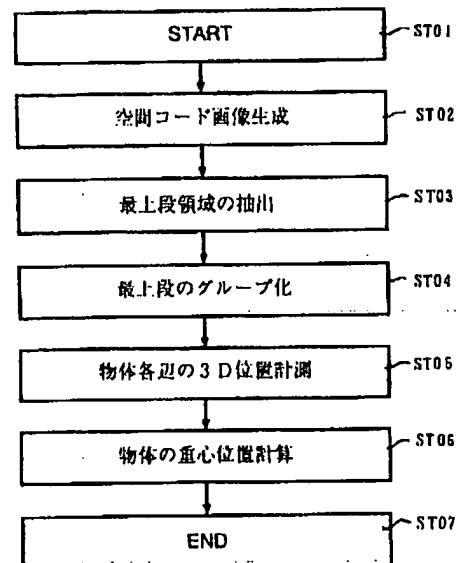 START
ST01
空間コード画像生成
ST02
最上段領域の抽出
ST03
最上段のグループ化
ST04
物体各辺の3D位置計測
ST05
物体の重心位置計算
ST06
END
ST07